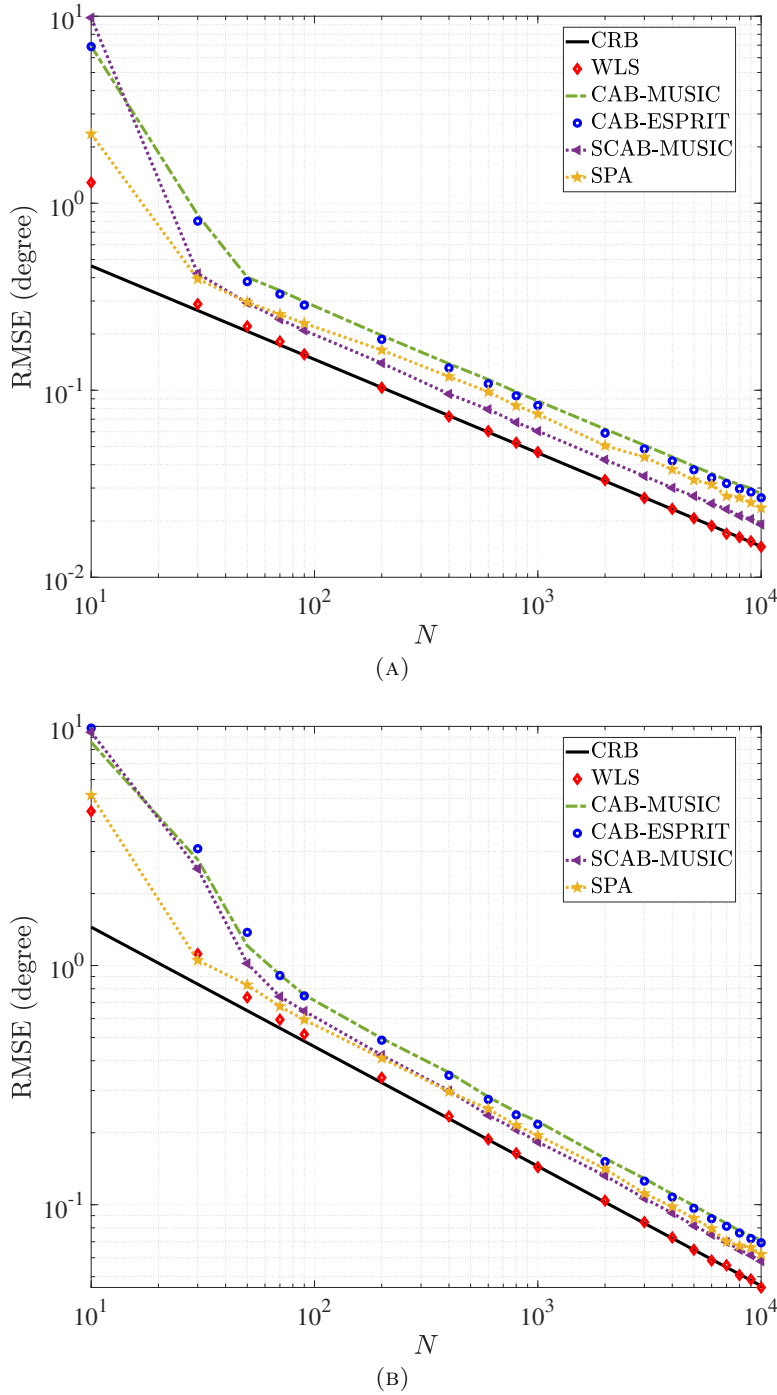 10^1
CRB
WLS
CAB-MUSIC
CAB-ESPRIT
SCAB-MUSIC
SPA
10^0
RMSE (degree)
10^{-1}
10^{-2}
10^1 10^2 10^3 10^4
N
(A)
10^1
CRB
WLS
CAB-MUSIC
CAB-ESPRIT
SCAB-MUSIC
SPA
RMSE (degree)
10^0
10^{-1}
10^1 10^2 10^3 10^4
N
(B)